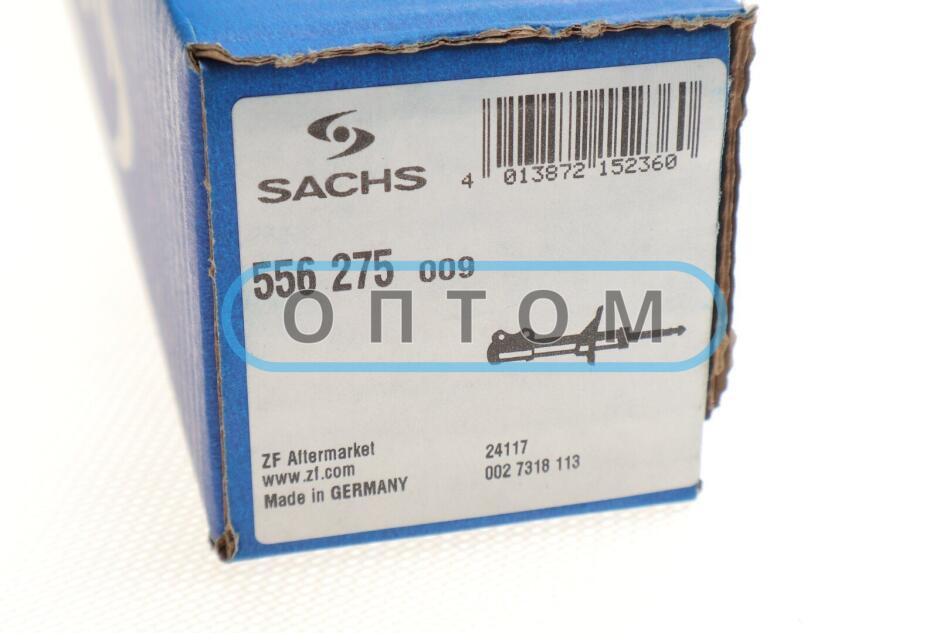 SACHS
4 013872 152360
556 275 009
ОПТОМ
ZF Aftermarket
www.zf.com
Made in GERMANY
24117
002 7318 113